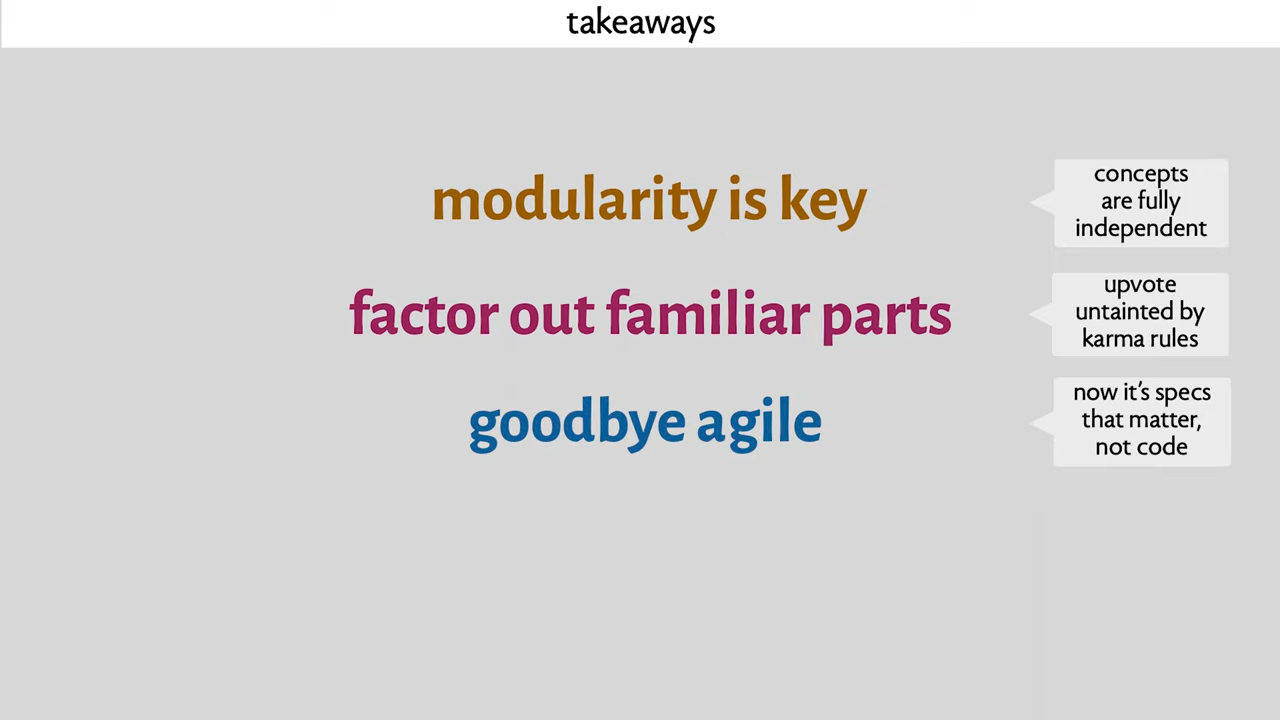 takeaways
modularity is key
concepts
are fully
independent
factor out familiar parts
upvote
untainted by
karma rules
goodbye agile
now it's specs
that matter,
not code